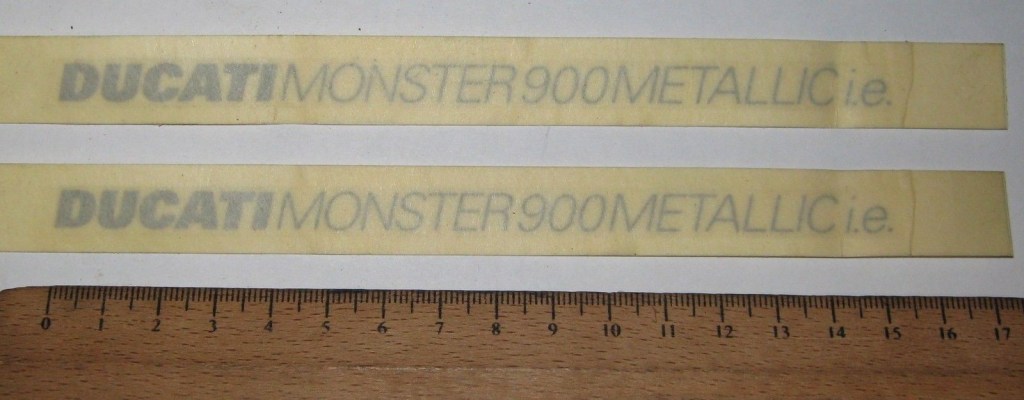 DUCATI MONSTER 900 METALLIC i.e.
DUCATI MONSTER 900 METALLIC i.e.
0 1 2 3 4 5 6 7 8 9 10 11 12 13 14 15 16 17